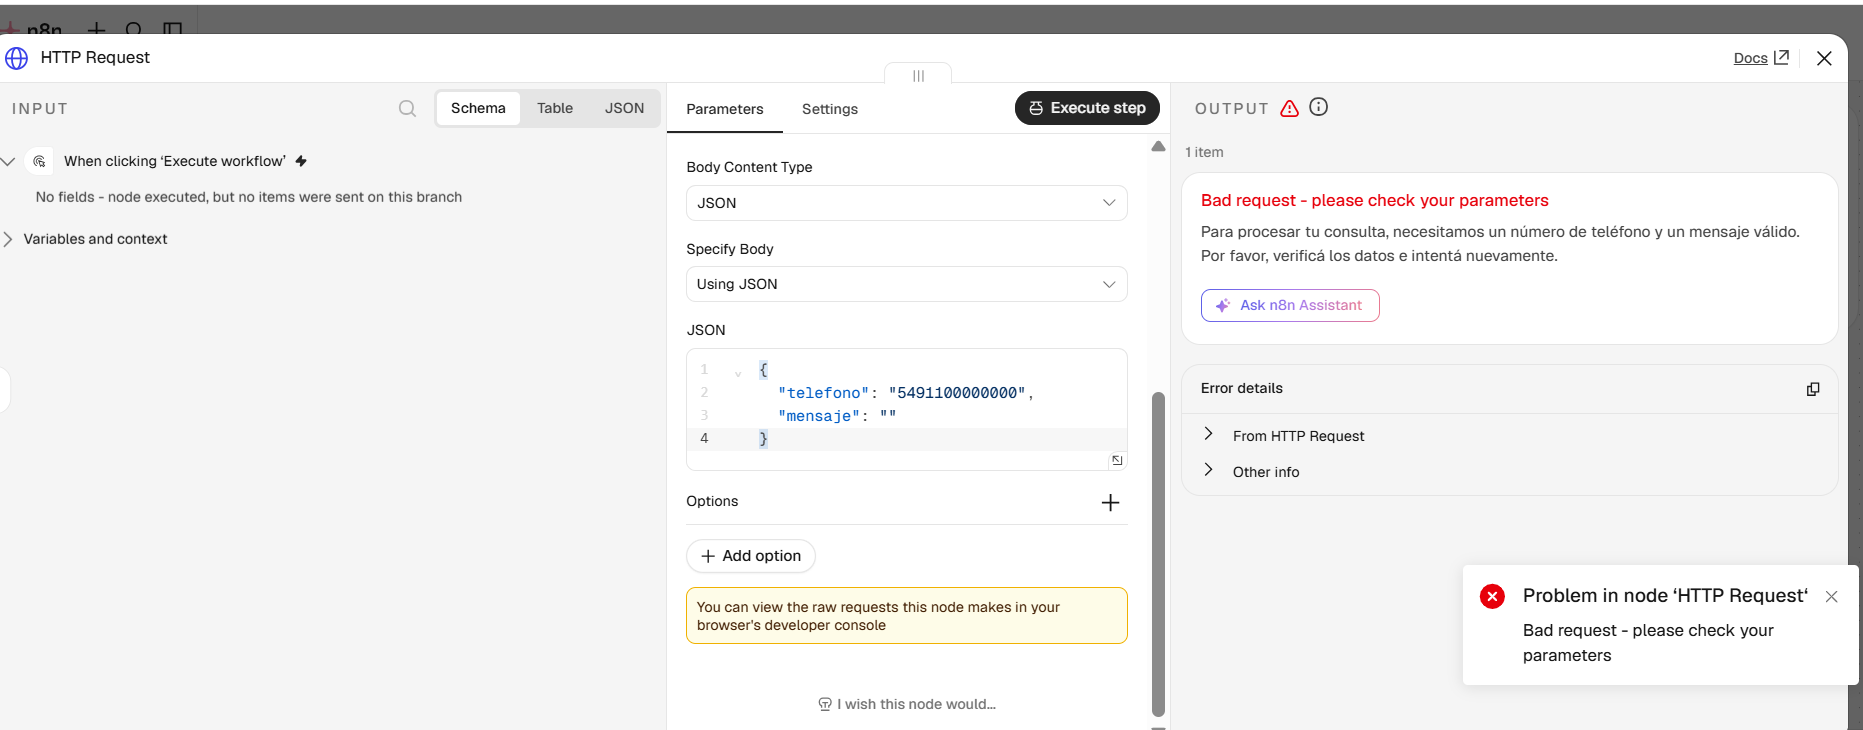 n8n
HTTP Request
Docs
INPUT
Schema
Table
JSON
When clicking ‘Execute workflow’
No fields - node executed, but no items were sent on this branch
Variables and context
Parameters
Settings
Execute step
Body Content Type
JSON
Specify Body
Using JSON
JSON
1 {
2 "telefono": "5491100000000",
3 "mensaje": ""
4 }
Options
Add option
You can view the raw requests this node makes in your
browser's developer console
I wish this node would...
OUTPUT
1 item
Bad request - please check your parameters
Para procesar tu consulta, necesitamos un número de teléfono y un mensaje válido.
Por favor, verificá los datos e intentá nuevamente.
Ask n8n Assistant
Error details
From HTTP Request
Other info
Problem in node ‘HTTP Request‘
Bad request - please check your
parameters